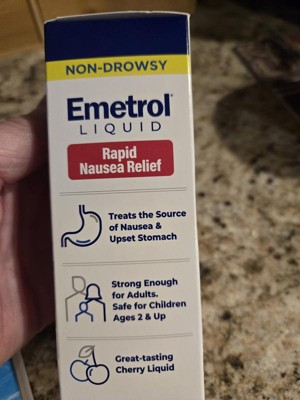 NON-DROWSY
Emetrol®
LIQUID
Rapid
Nausea Relief
Treats the Source
of Nausea &
Upset Stomach
Strong Enough
for Adults.
Safe for Children
Ages 2 & Up
Great-tasting
Cherry Liquid